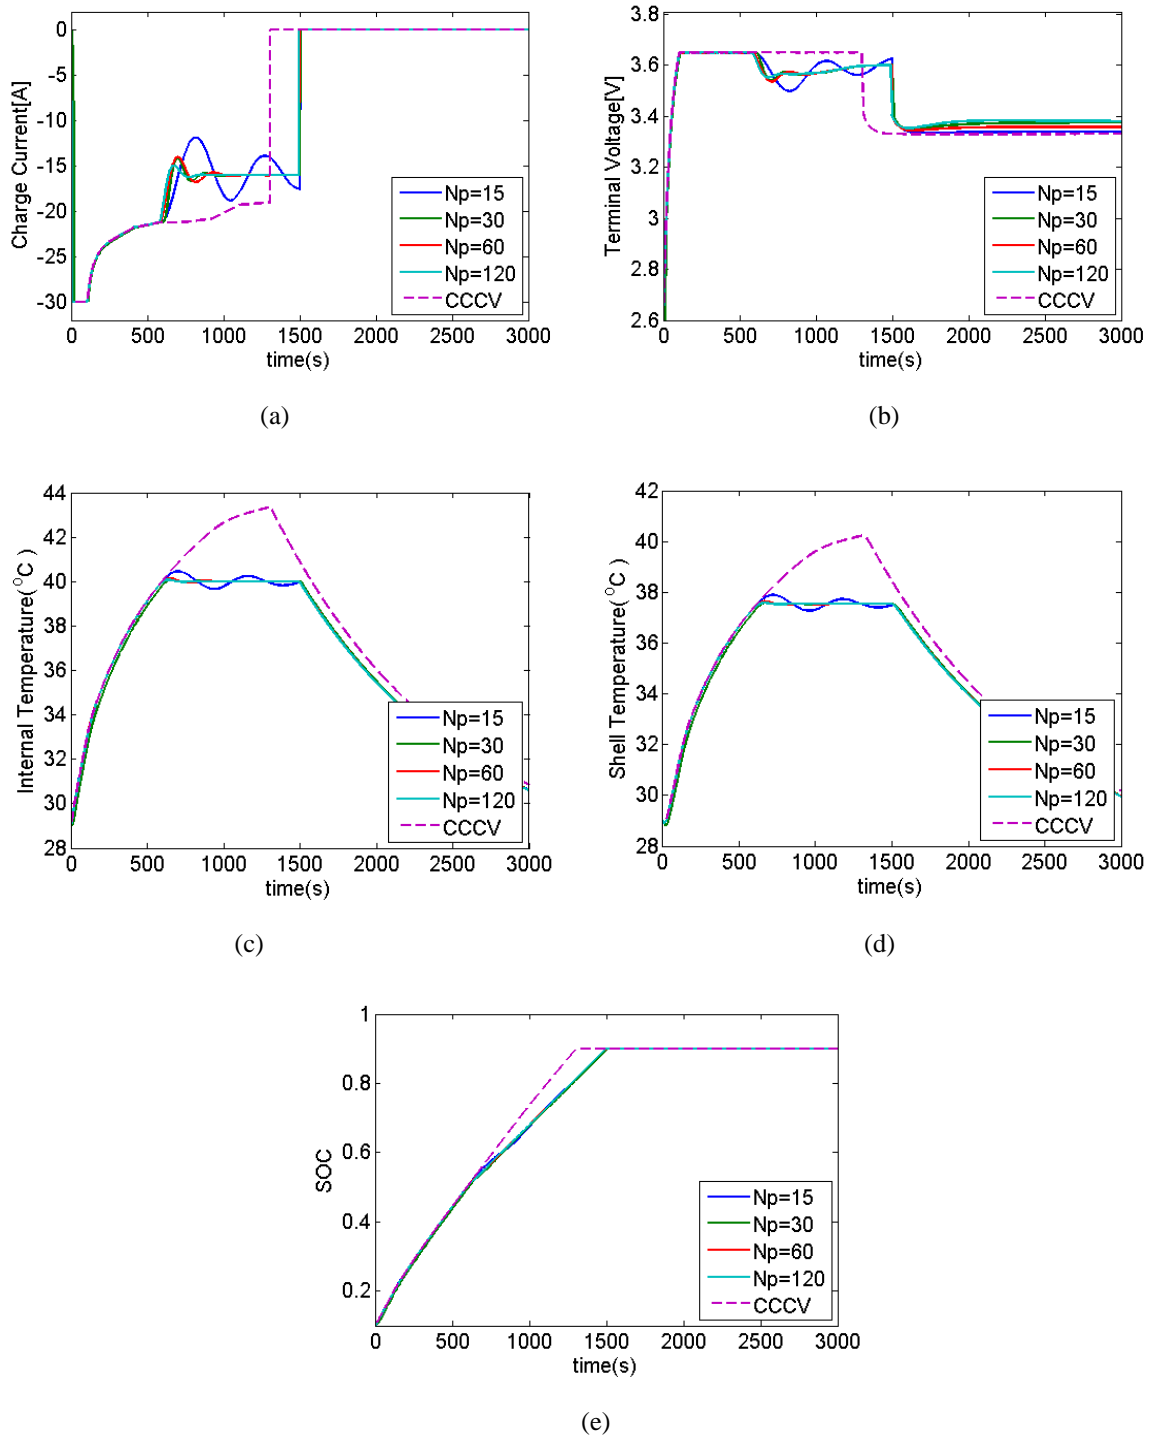 0
-5
-10
-15
-20
-25
-30
Charge Current[A]
Np=15
Np=30
Np=60
Np=120
CCCV
0 500 1000 1500 2000 2500 3000
time(s)
(a)
3.8
3.6
3.4
3.2
3
2.8
2.6
Terminal Voltage[V]
Np=15
Np=30
Np=60
Np=120
CCCV
0 500 1000 1500 2000 2500 3000
time(s)
(b)
44
42
40
38
36
34
32
30
28
Internal Temperature(°C)
Np=15
Np=30
Np=60
Np=120
CCCV
0 500 1000 1500 2000 2500 3000
time(s)
(c)
42
40
38
36
34
32
30
28
Shell Temperature(°C)
Np=15
Np=30
Np=60
Np=120
CCCV
0 500 1000 1500 2000 2500 3000
time(s)
(d)
1
0.8
0.6
0.4
0.2
SOC
Np=15
Np=30
Np=60
Np=120
CCCV
0 500 1000 1500 2000 2500 3000
time(s)
(e)